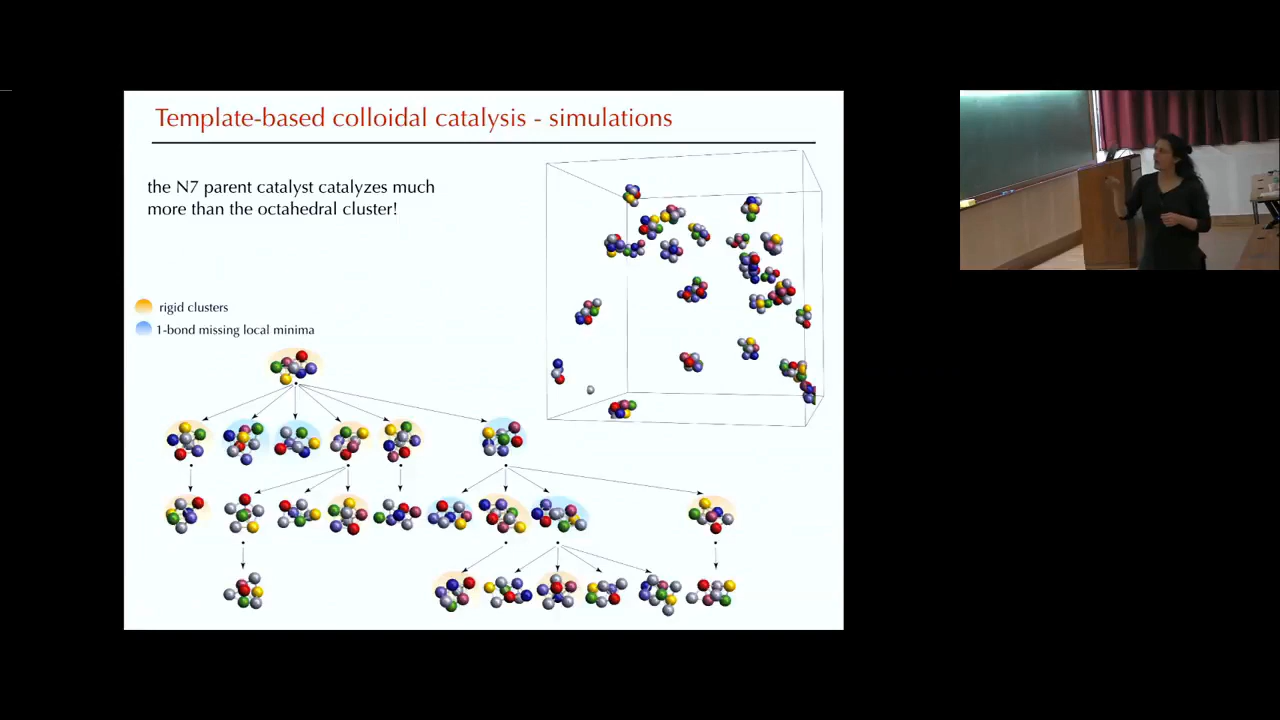 Template-based colloidal catalysis - simulations
the N7 parent catalyst catalyzes much
more than the octahedral cluster!
rigid clusters
1-bond missing local minima